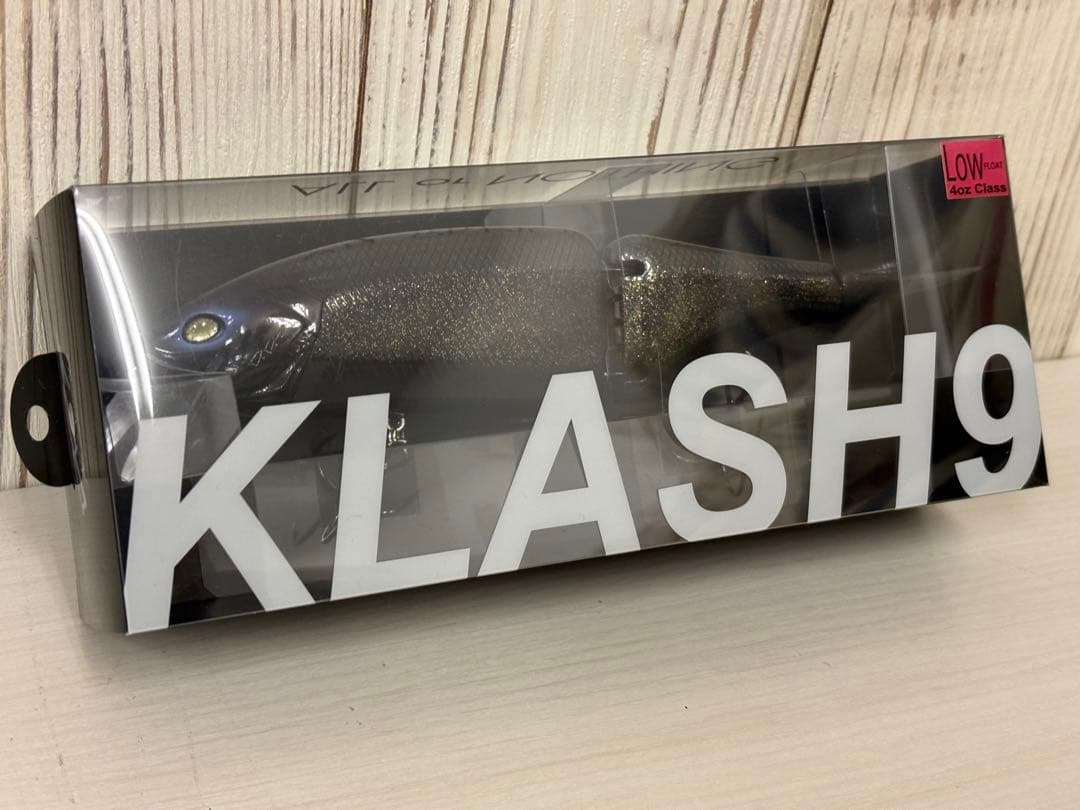 ALL or NOTHING
LOW FLOAT
4oz Class
KLASH9